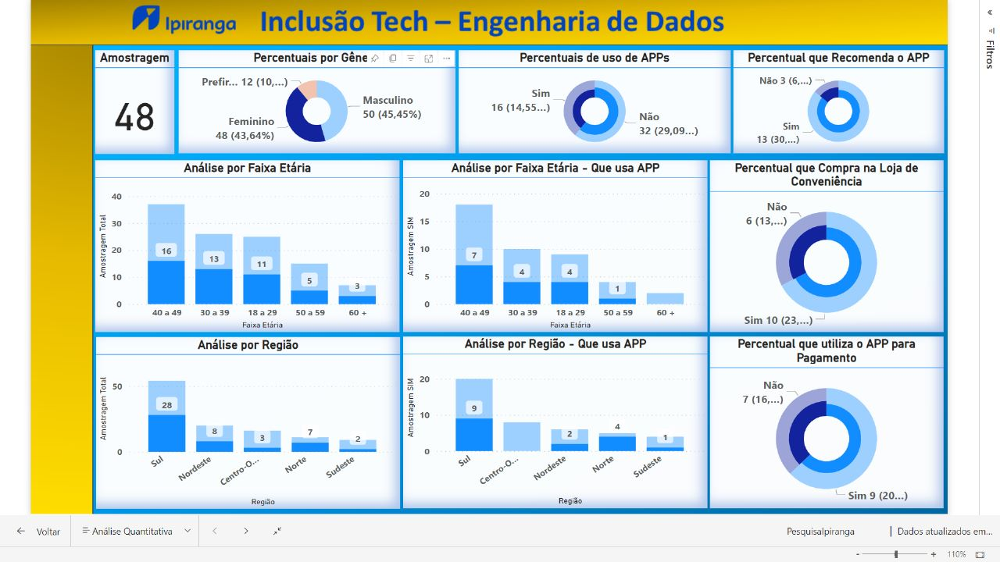 Ipiranga
Inclusão Tech – Engenharia de Dados
«
Filtros
Amostragem
48
Percentuais por Gêne
Prefir... 12 (10,...)
Masculino
50 (45,45%)
Feminino
48 (43,64%)
Percentuais de uso de APPs
Sim
16 (14,55...)
Não
32 (29,09...)
Percentual que Recomenda o APP
Não 3 (6,...)
Sim
13 (30,...)
Análise por Faixa Etária
Amostragem Total
40
30
20
10
0
16
13
11
5
3
40 a 49
30 a 39
18 a 29
50 a 59
60 +
Faixa Etária
Análise por Faixa Etária - Que usa APP
Amostragem SIM
20
15
10
5
0
7
4
4
1
40 a 49
30 a 39
18 a 29
50 a 59
60 +
Faixa Etária
Percentual que Compra na Loja de
Conveniência
Não
6 (13,...)
Sim 10 (23,...)
Análise por Região
Amostragem Total
50
0
28
8
3
7
2
Sul
Nordeste
Centro-O...
Norte
Sudeste
Região
Análise por Região - Que usa APP
Amostragem SIM
20
10
0
9
2
4
1
Sul
Centro-O...
Nordeste
Norte
Sudeste
Região
Percentual que utiliza o APP para
Pagamento
Não
7 (16,...)
Sim 9 (20...)
Voltar
Análise Quantitativa
PesquisaIpiranga
| Dados atualizados em...
- + 110%